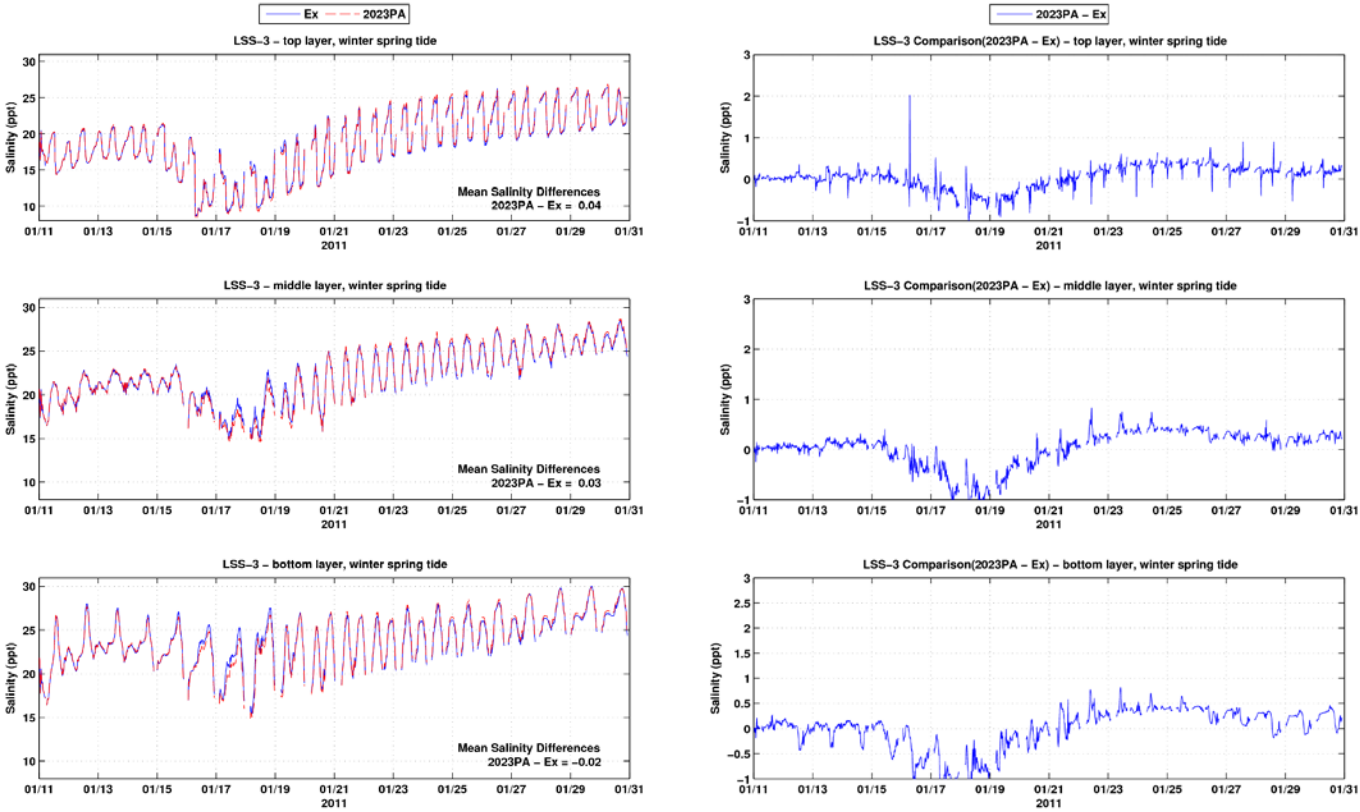 Ex 2023PA
2023PA − Ex
LSS−3 − top layer, winter spring tide
30
25
20
15
10
Salinity (ppt)
Mean Salinity Differences
2023PA − Ex = 0.04
01/11 01/13 01/15 01/17 01/19 01/21 01/23 01/25 01/27 01/29 01/31
2011
LSS−3 Comparison(2023PA − Ex) − top layer, winter spring tide
3
2
1
0
−1
Salinity (ppt)
01/11 01/13 01/15 01/17 01/19 01/21 01/23 01/25 01/27 01/29 01/31
2011
LSS−3 − middle layer, winter spring tide
30
25
20
15
10
Salinity (ppt)
Mean Salinity Differences
2023PA − Ex = 0.03
01/11 01/13 01/15 01/17 01/19 01/21 01/23 01/25 01/27 01/29 01/31
2011
LSS−3 Comparison(2023PA − Ex) − middle layer, winter spring tide
3
2
1
0
−1
Salinity (ppt)
01/11 01/13 01/15 01/17 01/19 01/21 01/23 01/25 01/27 01/29 01/31
2011
LSS−3 − bottom layer, winter spring tide
30
25
20
15
10
Salinity (ppt)
Mean Salinity Differences
2023PA − Ex = −0.02
01/11 01/13 01/15 01/17 01/19 01/21 01/23 01/25 01/27 01/29 01/31
2011
LSS−3 Comparison(2023PA − Ex) − bottom layer, winter spring tide
3
2.5
2
1.5
1
0.5
0
−0.5
−1
Salinity (ppt)
01/11 01/13 01/15 01/17 01/19 01/21 01/23 01/25 01/27 01/29 01/31
2011